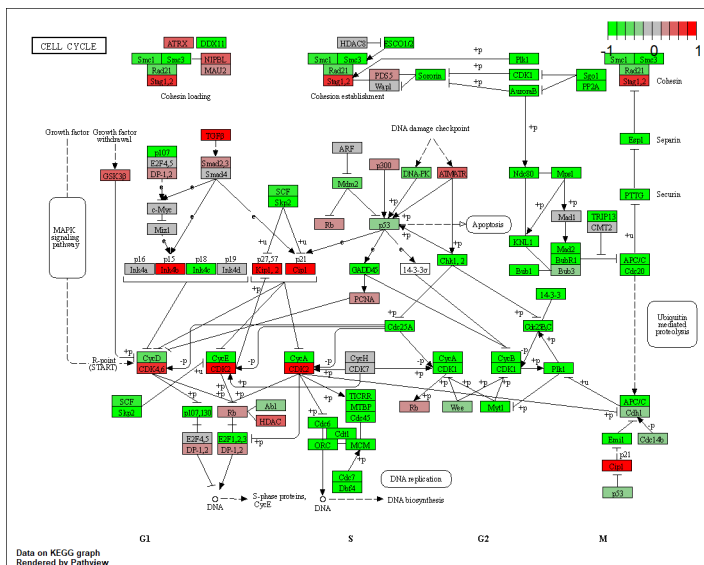 CELL CYCLE
ATRX DDX11
Smc1 Smc3 NIPBL
Rad21 MAU2
Stag1,2
Cohesin loading
HDAC8 ESCO1/2
Smc1 Smc3
Rad21 PDS5 Sororin
Stag1,2 Wapl
Cohesion establishment
+p
Plk1
+p
CDK1
+p
AuroraB
Sgo1
PP2A
-1 0 1
Smc1 Smc3
Rad21
Stag1,2
Cohesin
Growth factor
Growth factor
withdrawal
GSK3β
p107
E2F4,5
DP-1,2
TGFβ
Smad2,3
Smad4
c-Myc
Miz1
SCF
Skp2
ARF
Mdm2
Rb
p300
DNA damage checkpoint
DNA-PK
ATMATR
p53
Apoptosis
+p
Ndc80 Mps1
Mad1
KNL1
Mad2
BubR1
Bub1 Bub3
TRIP13
CMT2
Esp1
Separin
PTTG
Securin
+u
APC/C
Cdc20
MAPK
signaling
pathway
p16 p15 p18 p19
Ink4a Ink4b Ink4c Ink4d
p27,57 p21
Kip1,2 Cip1
GADD45
14-3-3σ
Chk1, 2
PCNA
Cdc25A
14-3-3
Cdc25B,C
Ubiquitin
mediated
proteolysis
R-point
(START)
CycD
CDK4,6
CycE
CDK2
CycA
CDK2
CycH
CDK7
CycA
CDK1
CycB
CDK1
Plk1
SCF
Skp2
p107,130
Rb
Abl
HDAC
E2F4,5
DP-1,2
E2F1,2,3
DP-1,2
TICRR
MTBP
Cdc45
Cdc6
Cdt1
ORC
MCM
Cdc7
Dbf4
Rb
Wee
Myt1
APC/C
Cdh1
Emi1
Cdc14b
p21
Cip1
p53
DNA replication
DNA
S-phase proteins,
CycE
DNA
DNA biosynthesis
G1 S G2 M
Data on KEGG graph
Rendered by Pathview